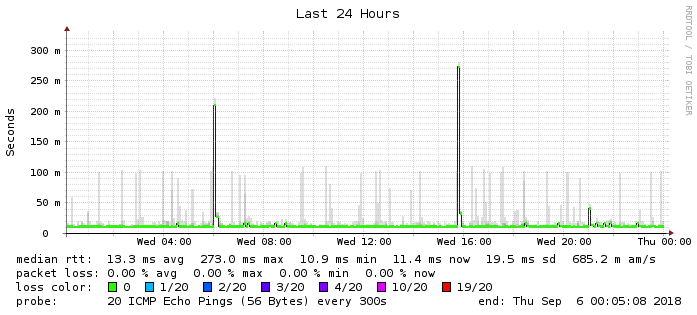 Last 24 Hours
RRDTOOL / TOBI OETIKER
Seconds
300 m
250 m
200 m
150 m
100 m
50 m
0
Wed 04:00 Wed 08:00 Wed 12:00 Wed 16:00 Wed 20:00 Thu 00:00
median rtt: 13.3 ms avg 273.0 ms max 10.9 ms min 11.4 ms now 19.5 ms sd 685.2 m am/s
packet loss: 0.00 % avg 0.00 % max 0.00 % min 0.00 % now
loss color: 0 1/20 2/20 3/20 4/20 10/20 19/20
probe: 20 ICMP Echo Pings (56 Bytes) every 300s end: Thu Sep 6 00:05:08 2018